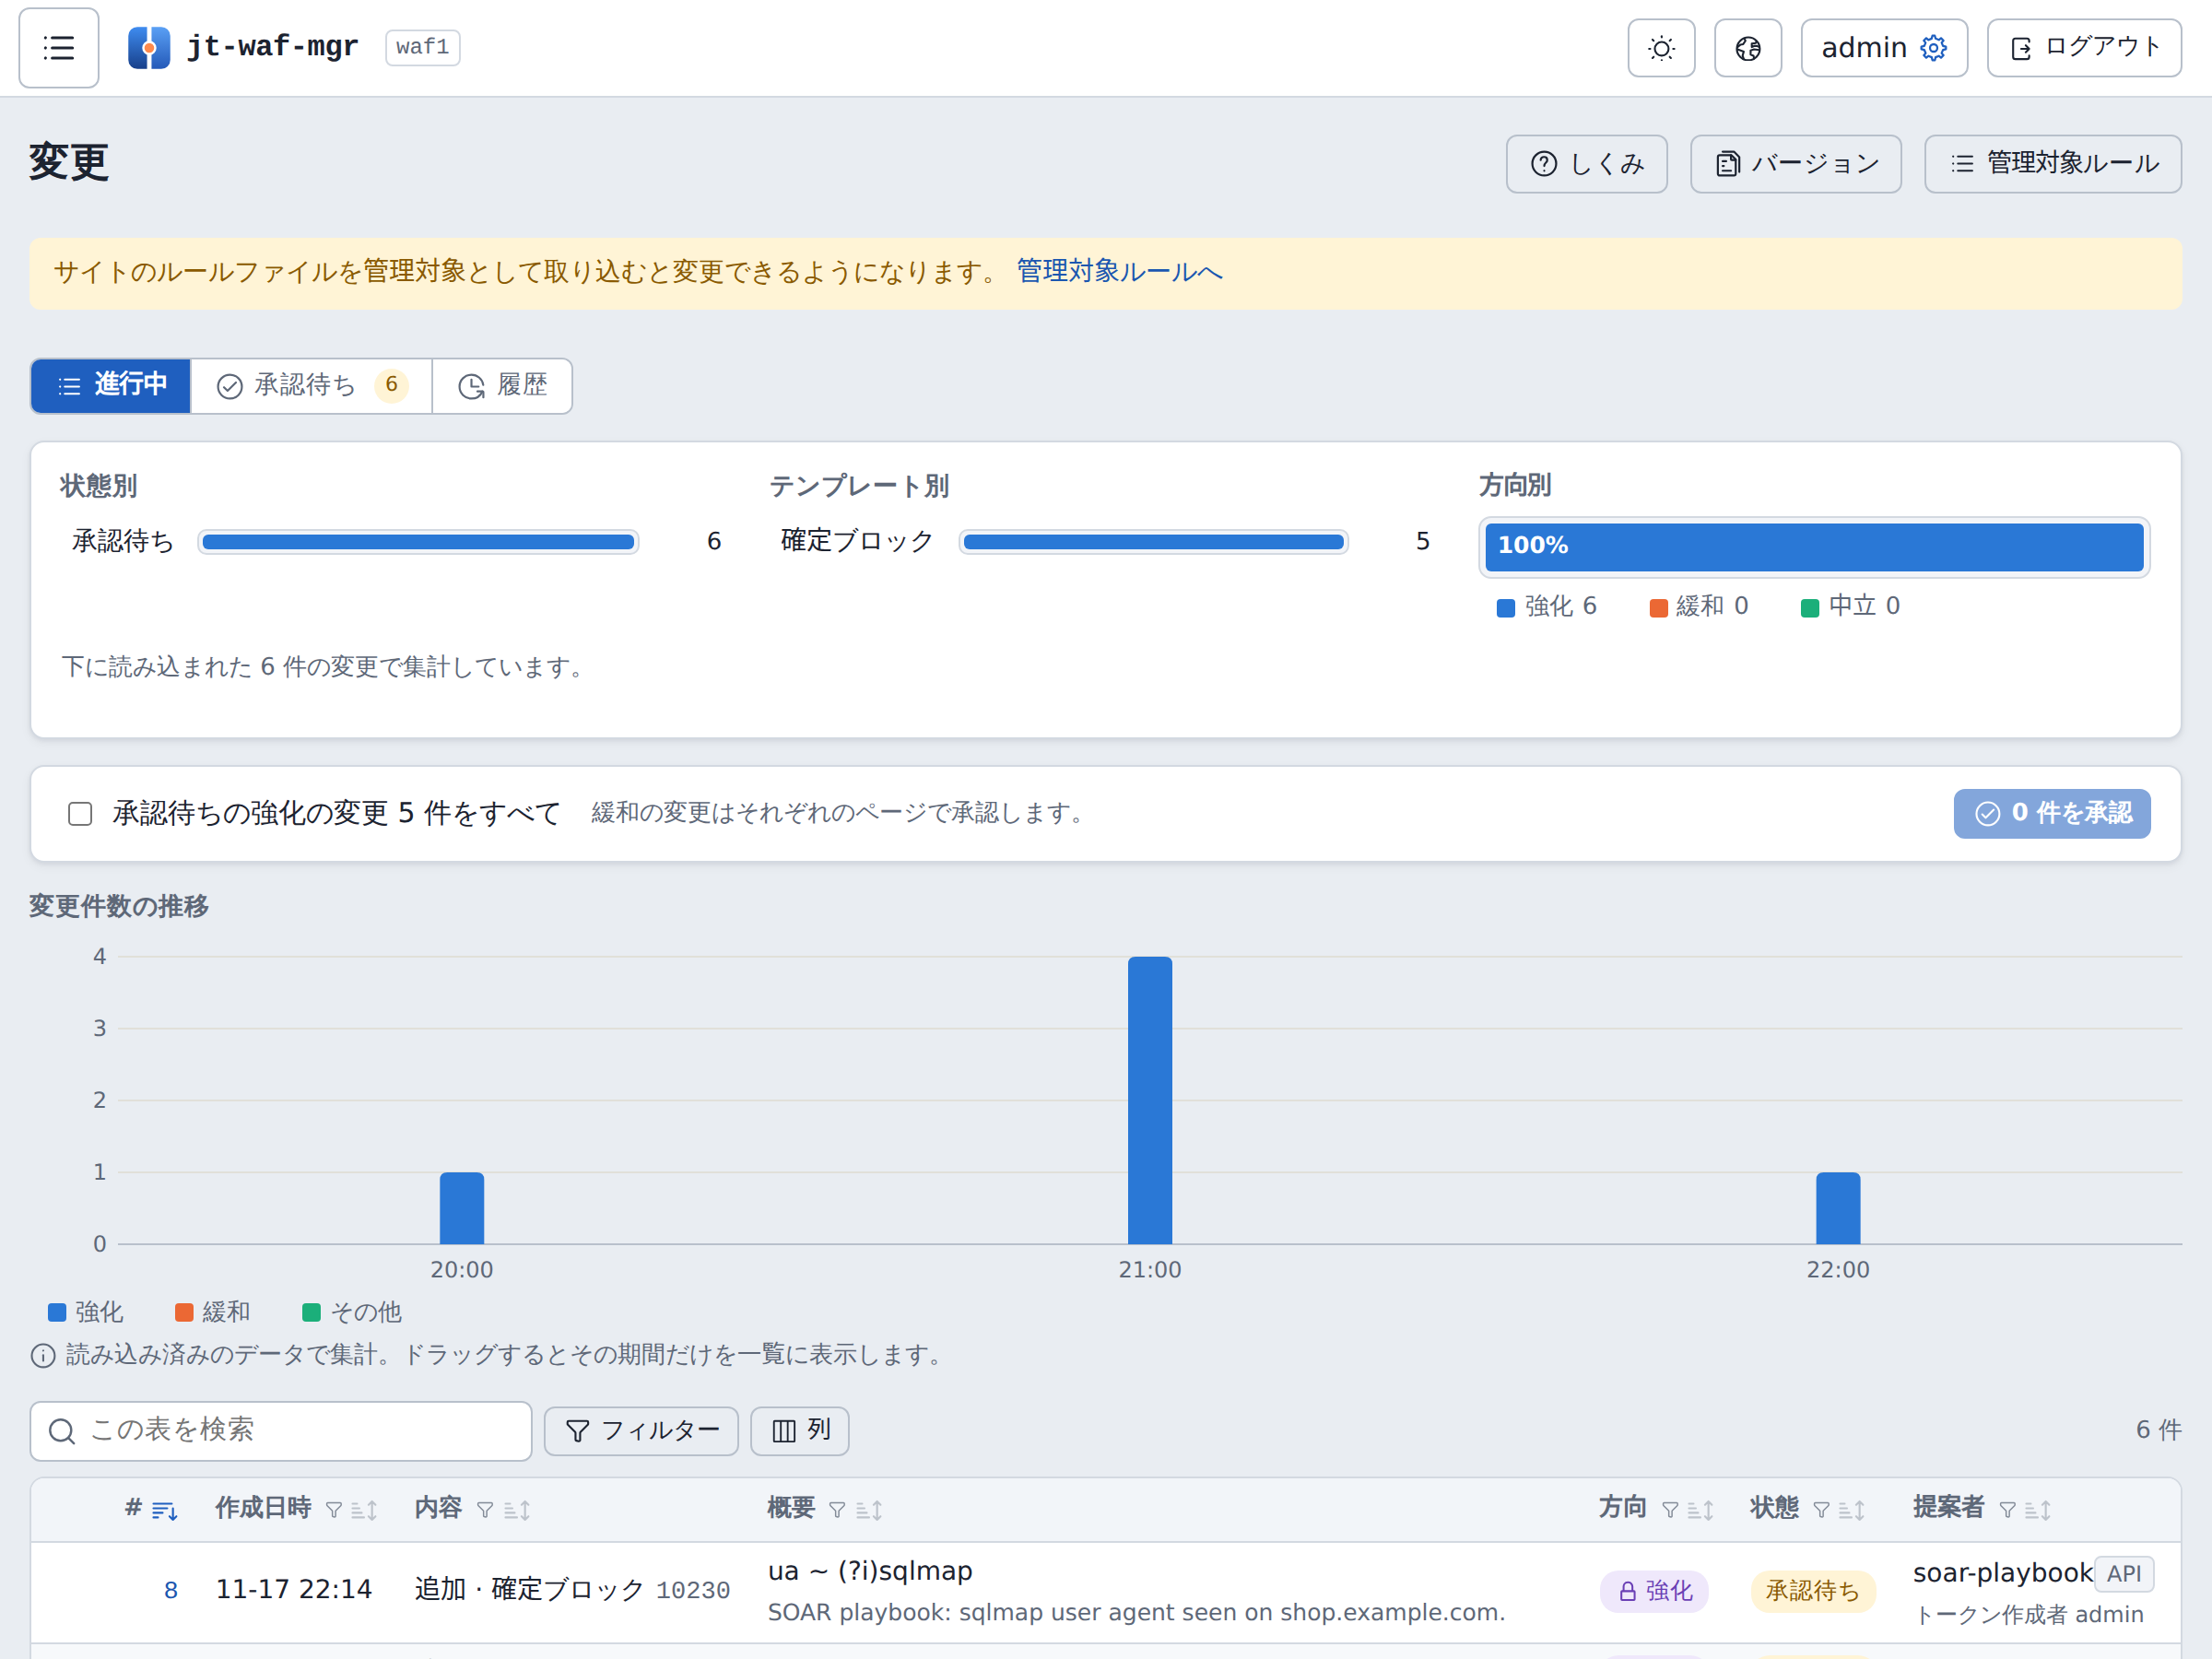 jt-waf-mgr waf1 admin ログアウト
変更 しくみ バージョン 管理対象ルール
サイトのルールファイルを管理対象として取り込むと変更できるようになります。 管理対象ルールへ
進行中 承認待ち 6 履歴
状態別 テンプレート別 方向別
承認待ち 6 確定ブロック 5 100%
強化 6 緩和 0 中立 0
下に読み込まれた 6 件の変更で集計しています。
承認待ちの強化の変更 5 件をすべて 緩和の変更はそれぞれのページで承認します。 0 件を承認
変更件数の推移
4
3
2
1
0
20:00 21:00 22:00
強化 緩和 その他
読み込み済みのデータで集計。ドラッグするとその期間だけを一覧に表示します。
この表を検索 フィルター 列 6 件
# 作成日時 内容 概要 方向 状態 提案者
8 11-17 22:14 追加 · 確定ブロック 10230 ua ~ (?i)sqlmap 強化 承認待ち soar-playbook API
SOAR playbook: sqlmap user agent seen on shop.example.com. トークン作成者 admin